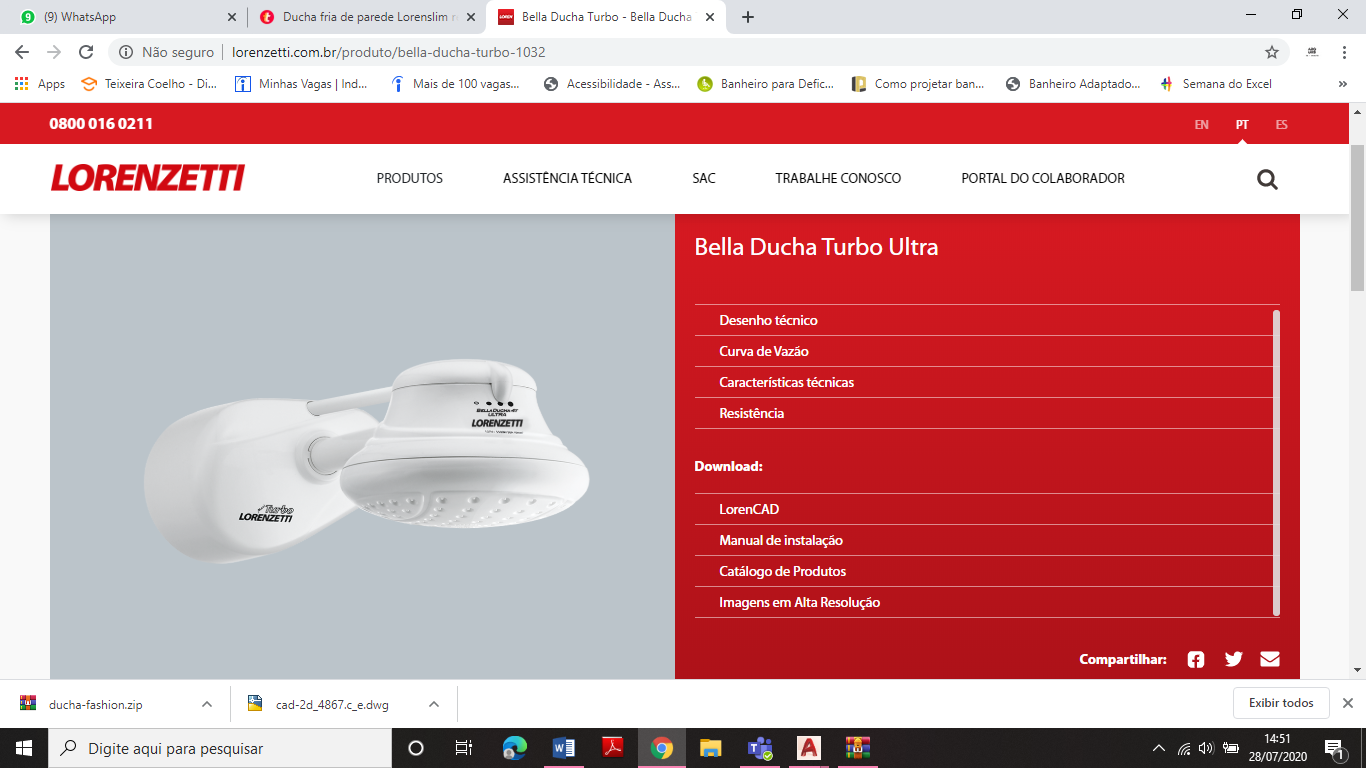 (9) WhatsApp
Ducha fria de parede Lorenslim r
Bella Ducha Turbo - Bella Ducha
Não seguro
lorenzetti.com.br/produto/bella-ducha-turbo-1032
Apps
Teixeira Coelho - Di...
Minhas Vagas | Ind...
Mais de 100 vagas...
Acessibilidade - Ass...
Banheiro para Defic...
Como projetar ban...
Banheiro Adaptado...
Semana do Excel
0800 016 0211
EN
PT
ES
LORENZETTI
PRODUTOS
ASSISTÊNCIA TÉCNICA
SAC
TRABALHE CONOSCO
PORTAL DO COLABORADOR
Bella Ducha Turbo Ultra
Desenho técnico
Curva de Vazão
Características técnicas
Resistência
Download:
LorenCAD
Manual de instalação
Catálogo de Produtos
Imagens em Alta Resolução
Compartilhar:
BELLA DUCHA 4T
ULTRA
LORENZETTI
Turbo
LORENZETTI
ducha-fashion.zip
cad-2d_4867.c_e.dwg
Exibir todos
Digite aqui para pesquisar
14:51
28/07/2020
1